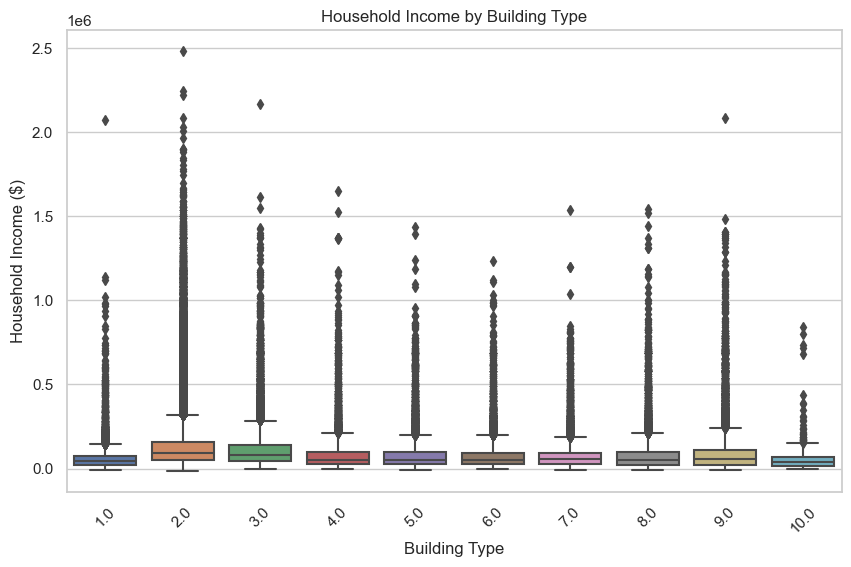 Household Income by Building Type
1e6
2.5
2.0
1.5
1.0
0.5
0.0
Household Income ($)
1.0 2.0 3.0 4.0 5.0 6.0 7.0 8.0 9.0 10.0
Building Type